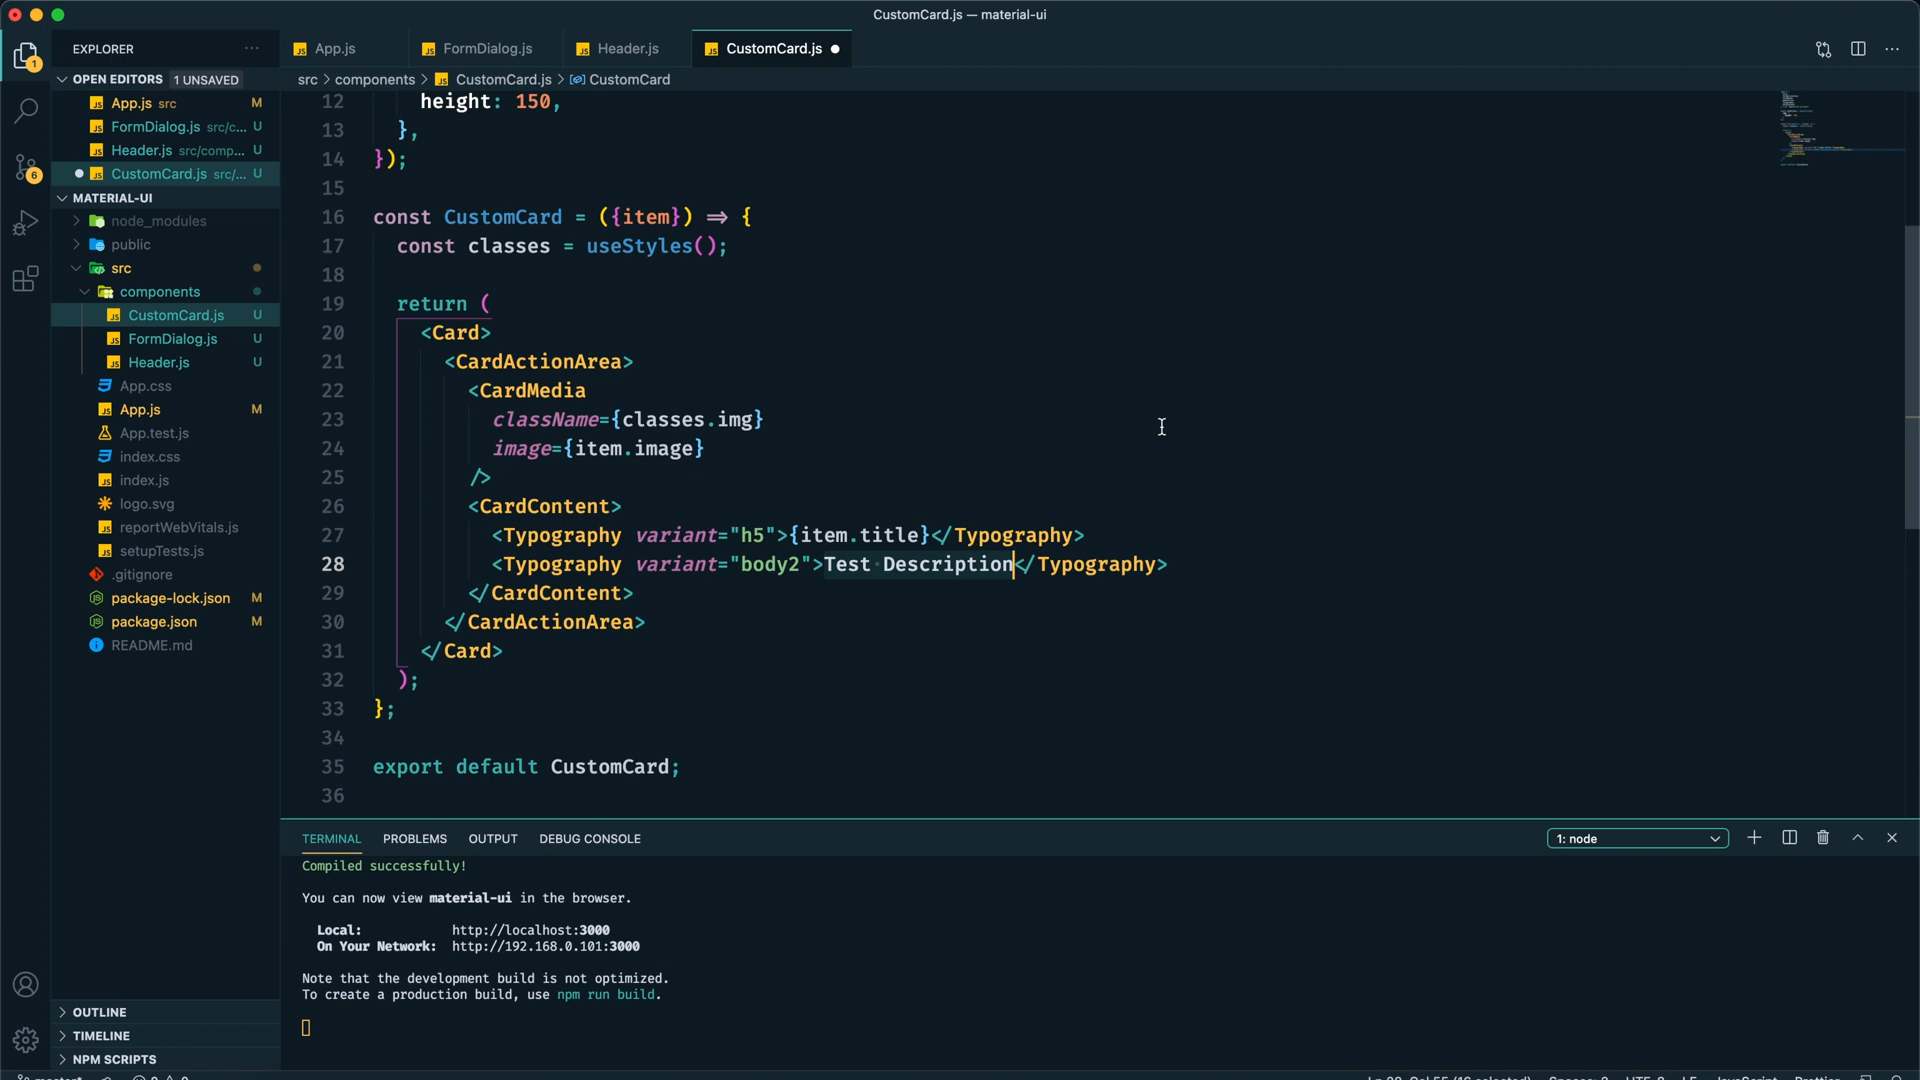 CustomCard.js — material-ui
EXPLORER
App.js
FormDialog.js
Header.js
CustomCard.js
OPEN EDITORS 1 UNSAVED
App.js src M
FormDialog.js src/c... U
Header.js src/comp... U
CustomCard.js src/... U
MATERIAL-UI
node_modules
public
src
components
CustomCard.js U
FormDialog.js U
Header.js U
App.css
App.js M
App.test.js
index.css
index.js
logo.svg
reportWebVitals.js
setupTests.js
.gitignore
package-lock.json M
package.json M
README.md
OUTLINE
TIMELINE
NPM SCRIPTS
1
6
src > components > CustomCard.js > CustomCard
12 height: 150,
13 },
14 });
15
16 const CustomCard = ({item}) => {
17 const classes = useStyles();
18
19 return (
20 <Card>
21 <CardActionArea>
22 <CardMedia
23 className={classes.img}
24 image={item.image}
25 />
26 <CardContent>
27 <Typography variant="h5">{item.title}</Typography>
28 <Typography variant="body2">Test Description</Typography>
29 </CardContent>
30 </CardActionArea>
31 </Card>
32 );
33 };
34
35 export default CustomCard;
36
TERMINAL PROBLEMS OUTPUT DEBUG CONSOLE
1: node
Compiled successfully!
You can now view material-ui in the browser.
Local: http://localhost:3000
On Your Network: http://192.168.0.101:3000
Note that the development build is not optimized.
To create a production build, use npm run build.